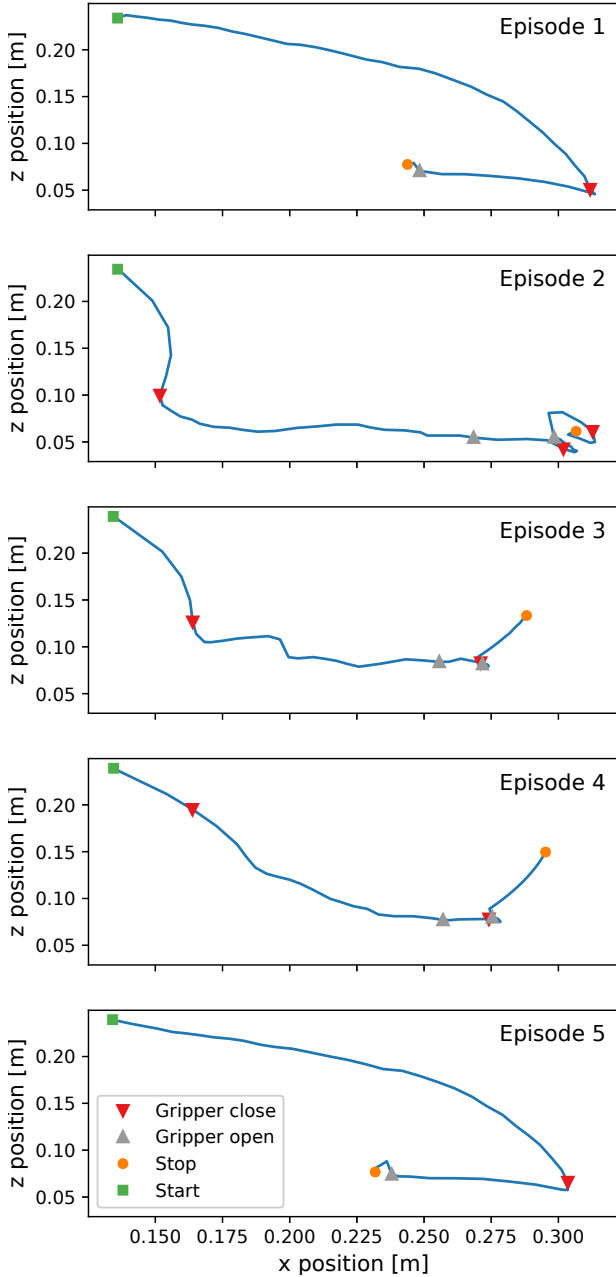 Episode 1
z position [m]
0.20
0.15
0.10
0.05
Episode 2
z position [m]
0.20
0.15
0.10
0.05
Episode 3
z position [m]
0.20
0.15
0.10
0.05
Episode 4
z position [m]
0.20
0.15
0.10
0.05
Episode 5
z position [m]
0.20
0.15
0.10
0.05
Gripper close
Gripper open
Stop
Start
0.150 0.175 0.200 0.225 0.250 0.275 0.300
x position [m]